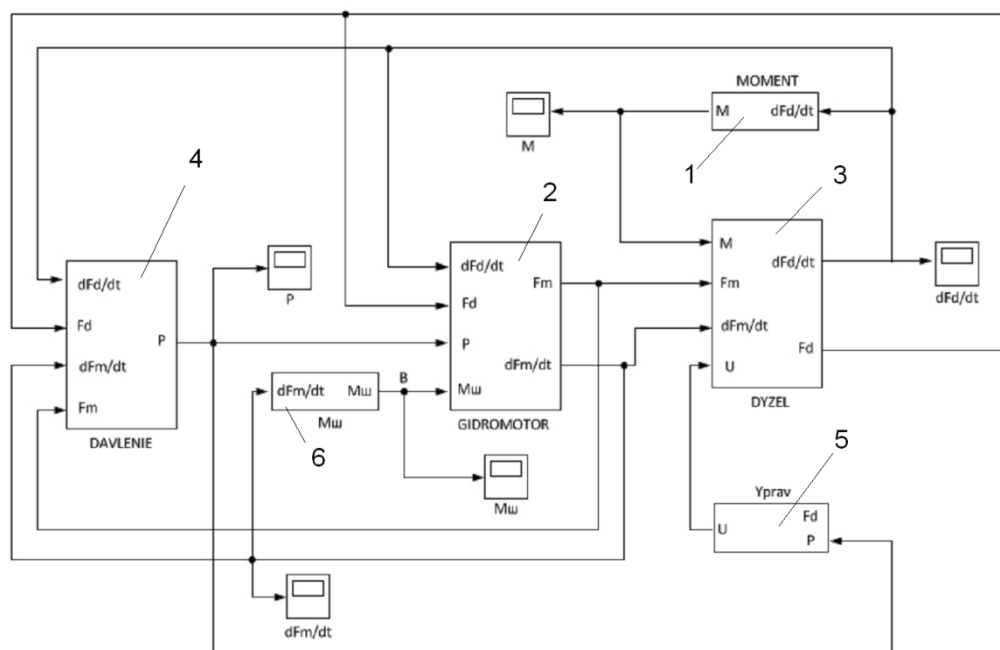 MOMENT
M dFd/dt
1
M
4
2
3
dFd/dt
Fd
dFm/dt
Fm
P
DAVLENIE
P
dFd/dt
Fd
P
Mш
Fm
dFm/dt
GIDROMOTOR
M
Fm
dFm/dt
U
dFd/dt
Fd
DYZEL
dFd/dt
dFm/dt Mш
Mш
6
B
Mш
5
Yprav
U
Fd
P
dFm/dt